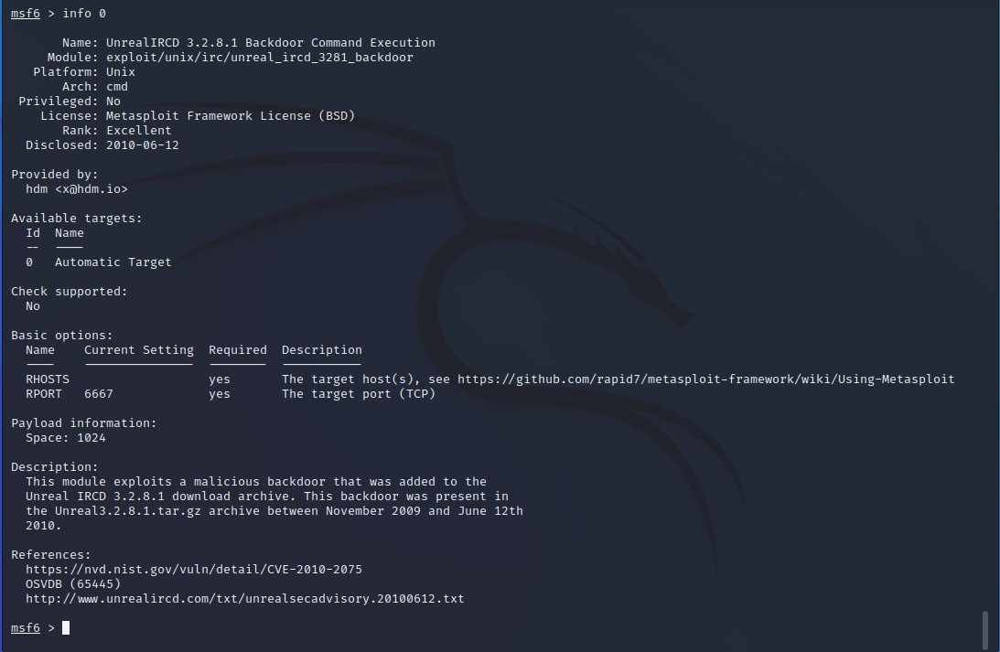 msf6 > info 0
Name: UnrealIRCD 3.2.8.1 Backdoor Command Execution
Module: exploit/unix/irc/unreal_ircd_3281_backdoor
Platform: Unix
Arch: cmd
Privileged: No
License: Metasploit Framework License (BSD)
Rank: Excellent
Disclosed: 2010-06-12
Provided by:
hdm <x@hdm.io>
Available targets:
Id  Name
--  ----
0   Automatic Target
Check supported:
No
Basic options:
Name    Current Setting  Required  Description
----    ---------------  --------  -----------
RHOSTS                   yes       The target host(s), see https://github.com/rapid7/metasploit-framework/wiki/Using-Metasploit
RPORT   6667             yes       The target port (TCP)
Payload information:
Space: 1024
Description:
This module exploits a malicious backdoor that was added to the
Unreal IRCD 3.2.8.1 download archive. This backdoor was present in
the Unreal3.2.8.1.tar.gz archive between November 2009 and June 12th
2010.
References:
https://nvd.nist.gov/vuln/detail/CVE-2010-2075
OSVDB (65445)
http://www.unrealircd.com/txt/unrealsecadvisory.20100612.txt
msf6 >